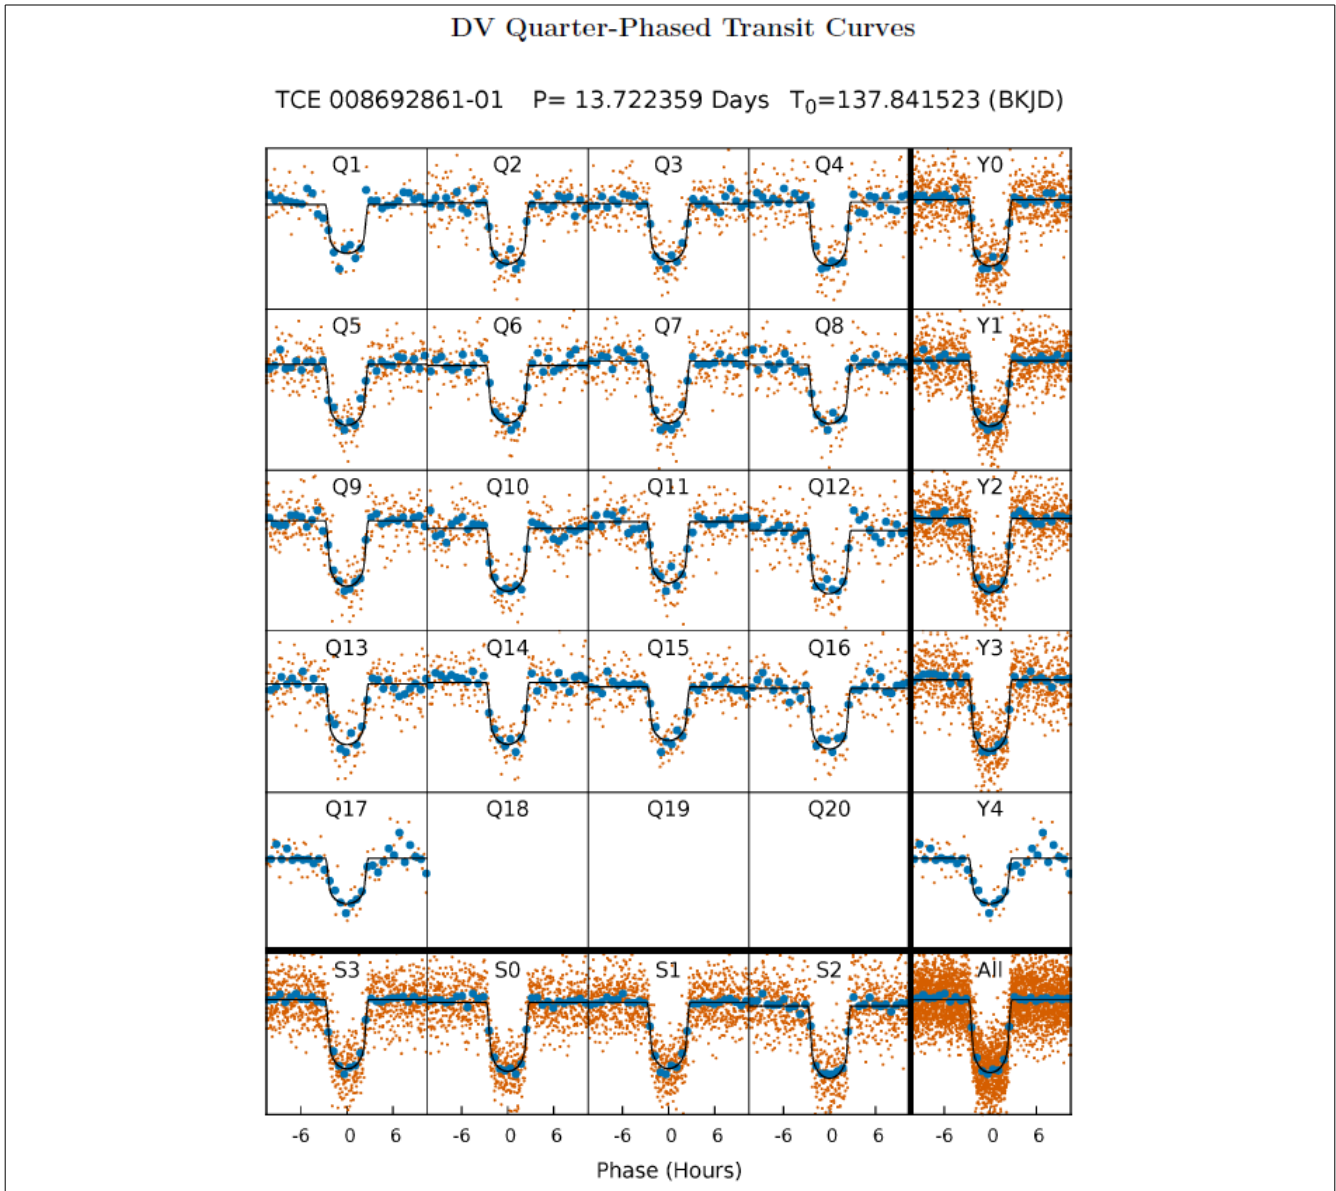 DV Quarter-Phased Transit Curves
TCE 008692861-01 P= 13.722359 Days T₀=137.841523 (BKJD)
Q1 Q2 Q3 Q4 Y0
Q5 Q6 Q7 Q8 Y1
Q9 Q10 Q11 Q12 Y2
Q13 Q14 Q15 Q16 Y3
Q17 Q18 Q19 Q20 Y4
S3 S0 S1 S2 All
-6 0 6 -6 0 6 -6 0 6 -6 0 6 -6 0 6
Phase (Hours)